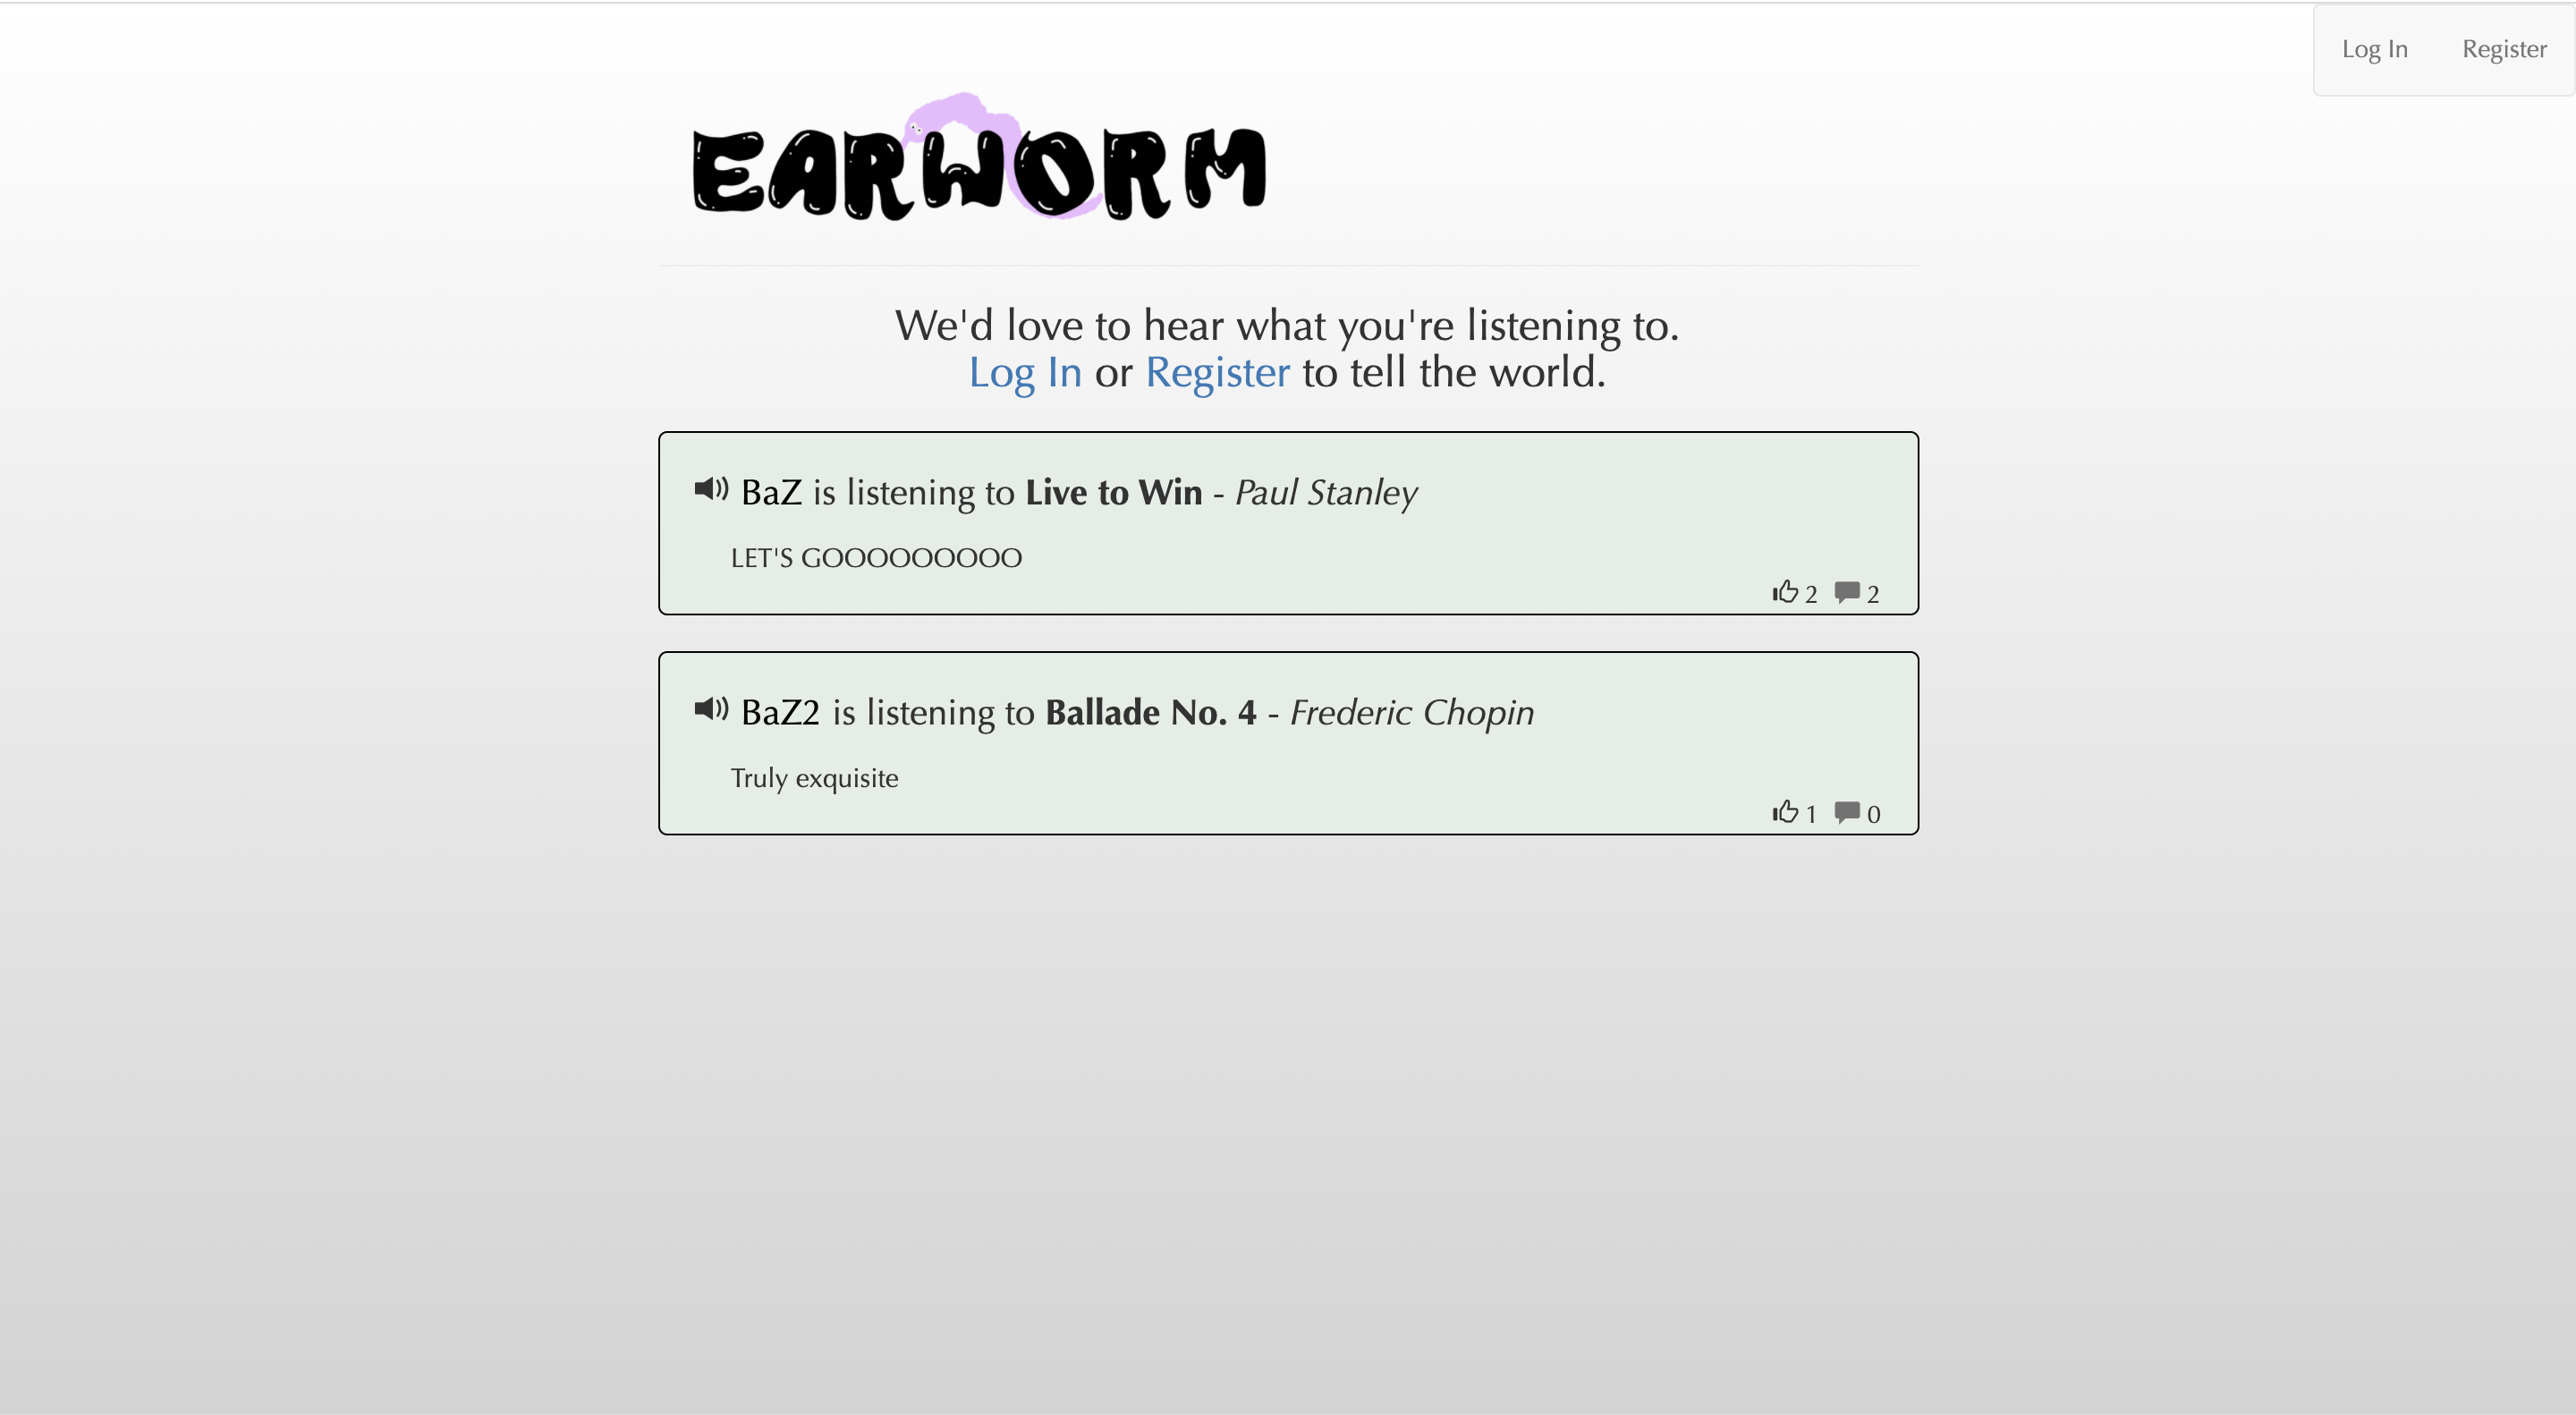 Log In Register
EARWORM
We'd love to hear what you're listening to.
Log In or Register to tell the world.
BaZ is listening to Live to Win - Paul Stanley
LET'S GOOOOOOOOO
2 2
BaZ2 is listening to Ballade No. 4 - Frederic Chopin
Truly exquisite
1 0